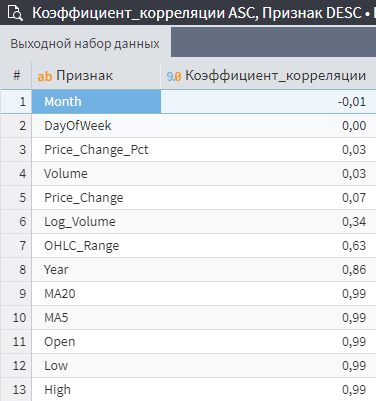 Коэффициент_корреляции ASC, Признак DESC •
Выходной набор данных
# ab Признак 9.0 Коэффициент_корреляции
1 Month -0,01
2 DayOfWeek 0,00
3 Price_Change_Pct 0,03
4 Volume 0,03
5 Price_Change 0,07
6 Log_Volume 0,34
7 OHLC_Range 0,63
8 Year 0,86
9 MA20 0,99
10 MA5 0,99
11 Open 0,99
12 Low 0,99
13 High 0,99